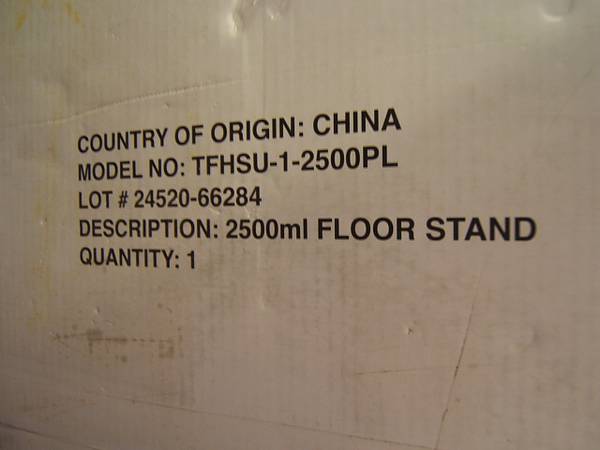 COUNTRY OF ORIGIN: CHINA
MODEL NO: TFHSU-1-2500PL
LOT # 24520-66284
DESCRIPTION: 2500ml FLOOR STAND
QUANTITY: 1